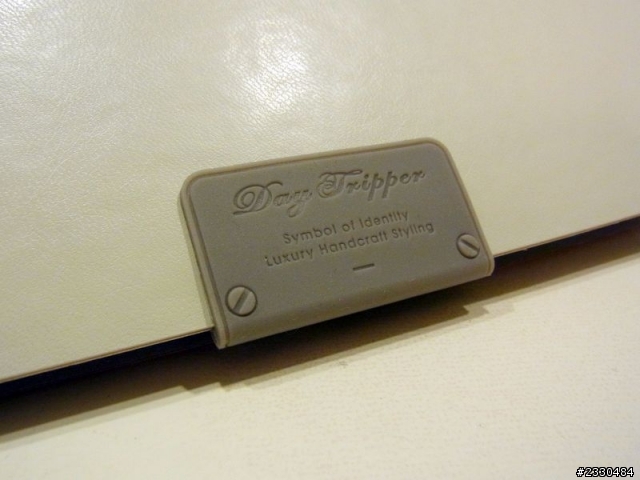 Day Tripper
Symbol of Identity
Luxury Handcraft Styling
#2330484